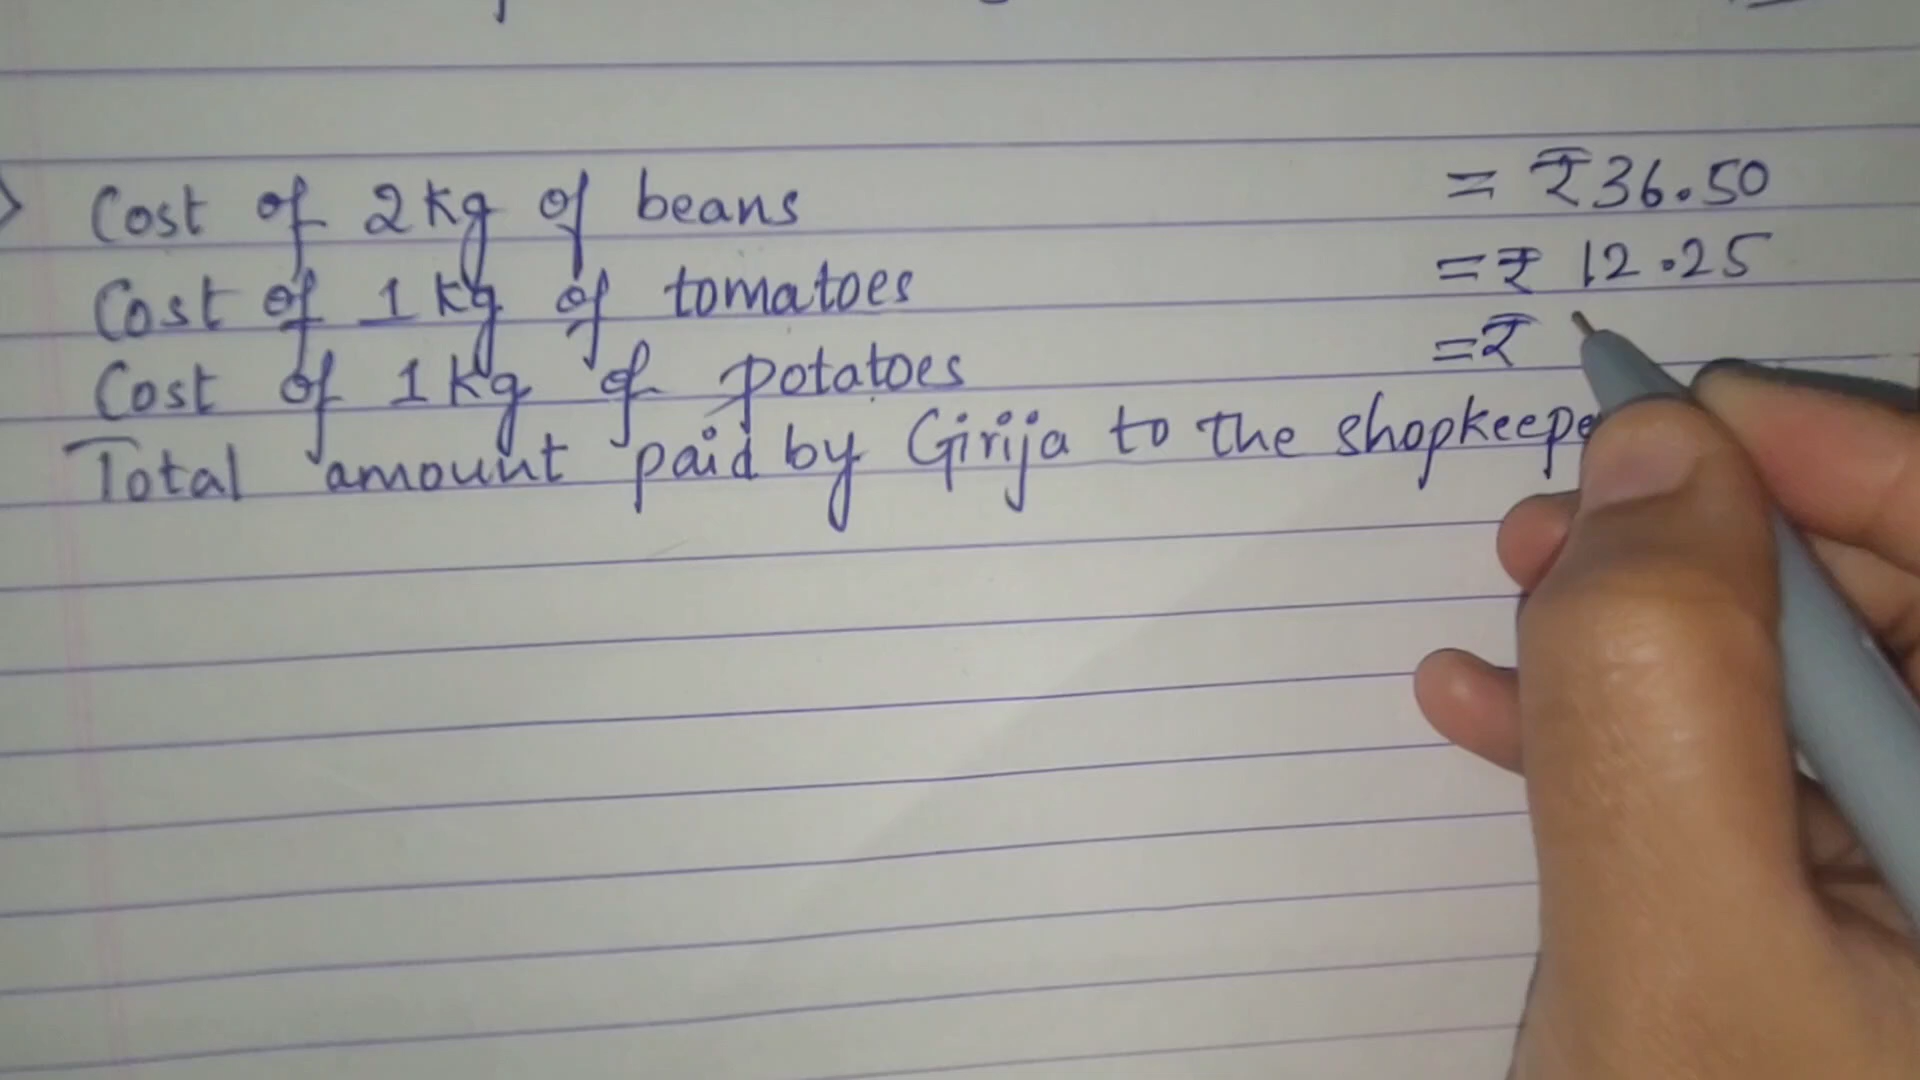 Cost of 2kg of beans = ₹36.50
Cost of 1kg of tomatoes = ₹ 12.25
Cost of 1kg of potatoes = ₹
Total amount paid by Girija to the shopkeepe